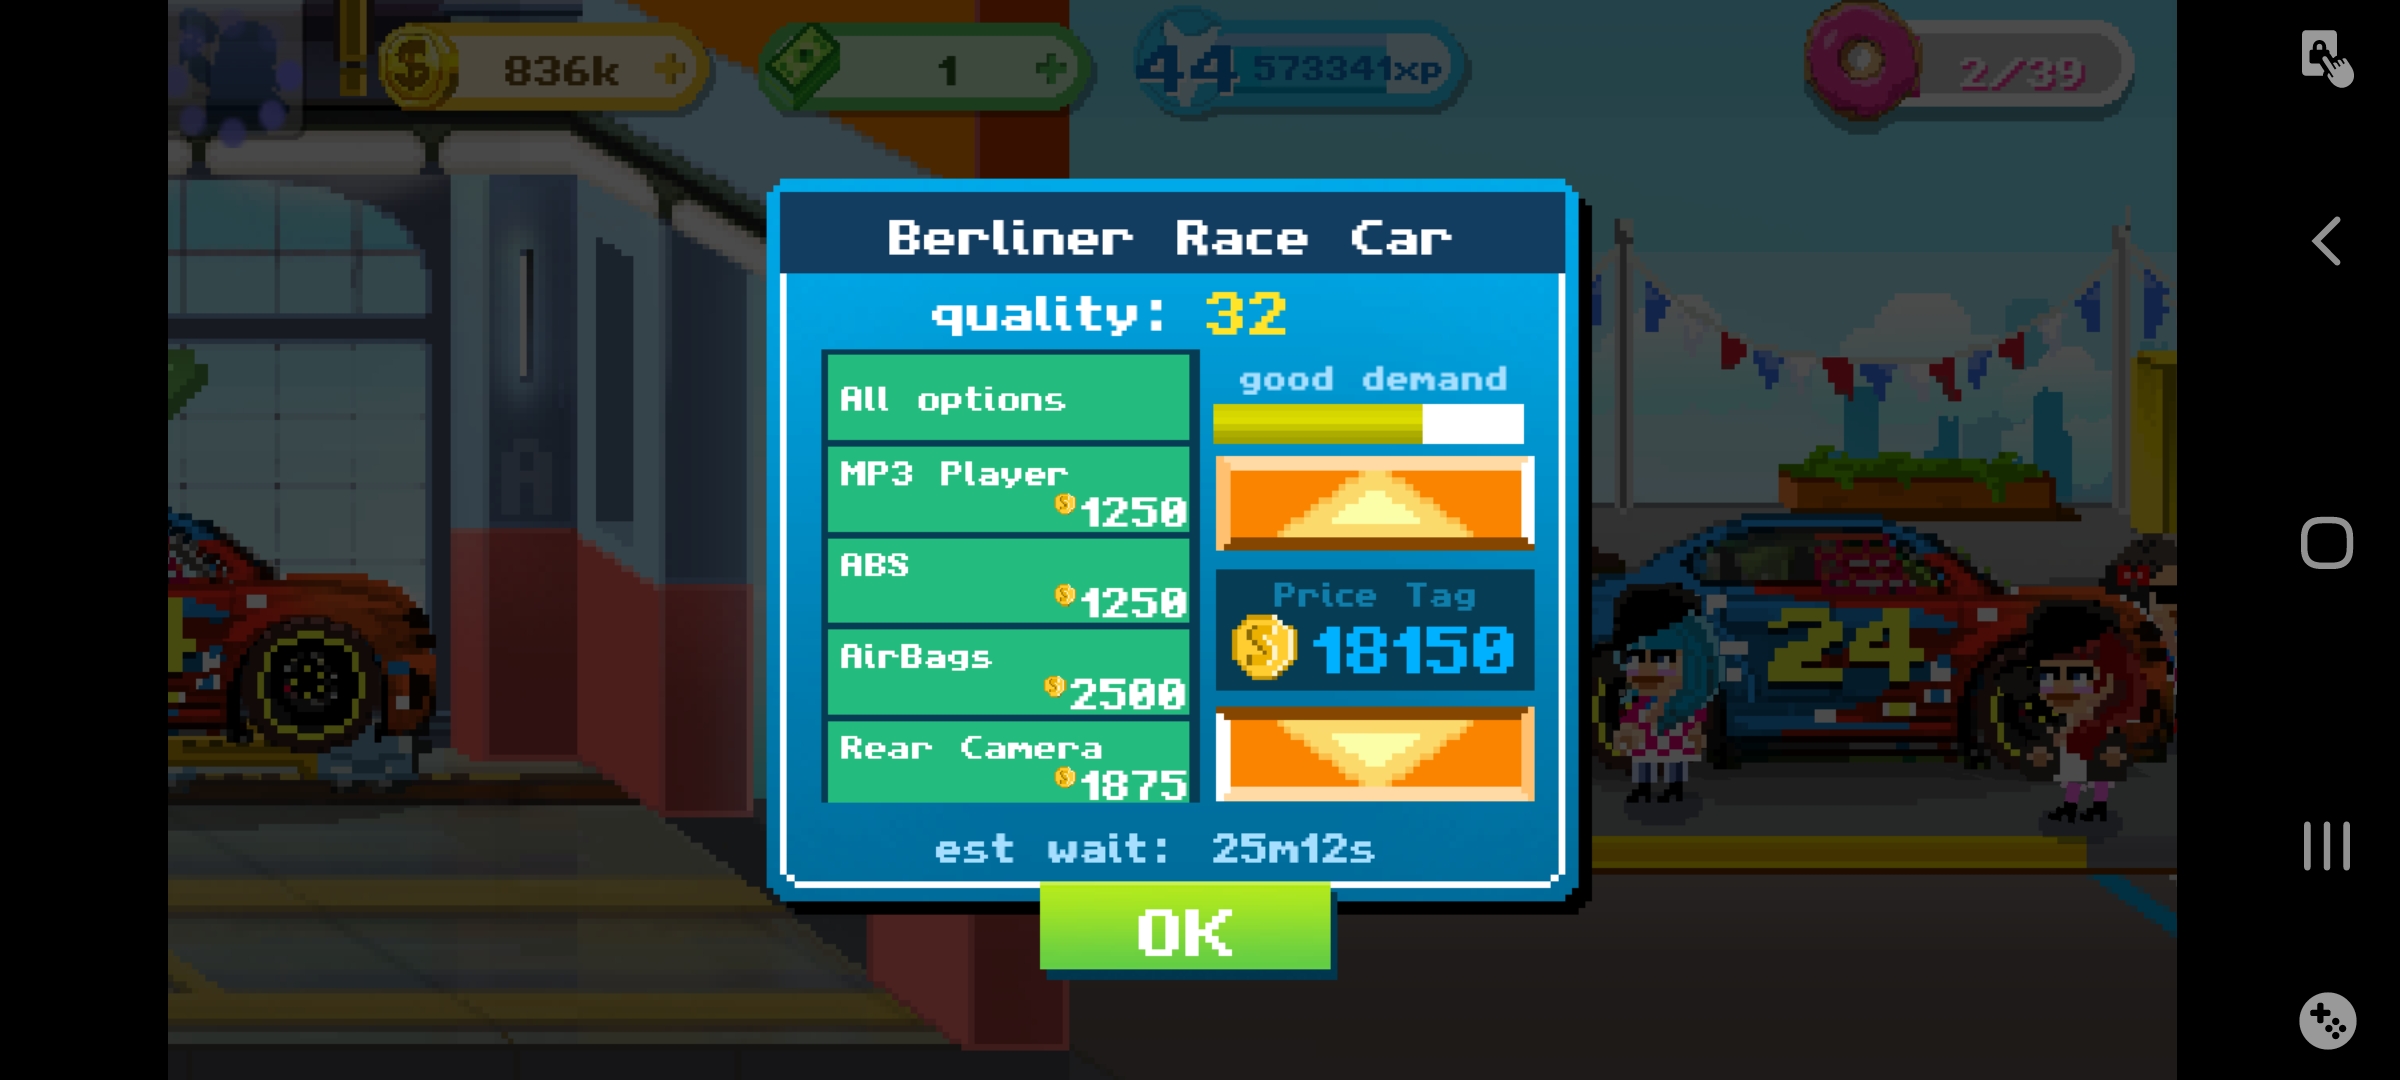 836k +
1 +
44 573341xp
2/39
Berliner Race Car
quality: 32
All options
MP3 Player
1250
ABS
1250
AirBags
2500
Rear Camera
1875
good demand
Price Tag
18150
est wait: 25m12s
OK
A
24